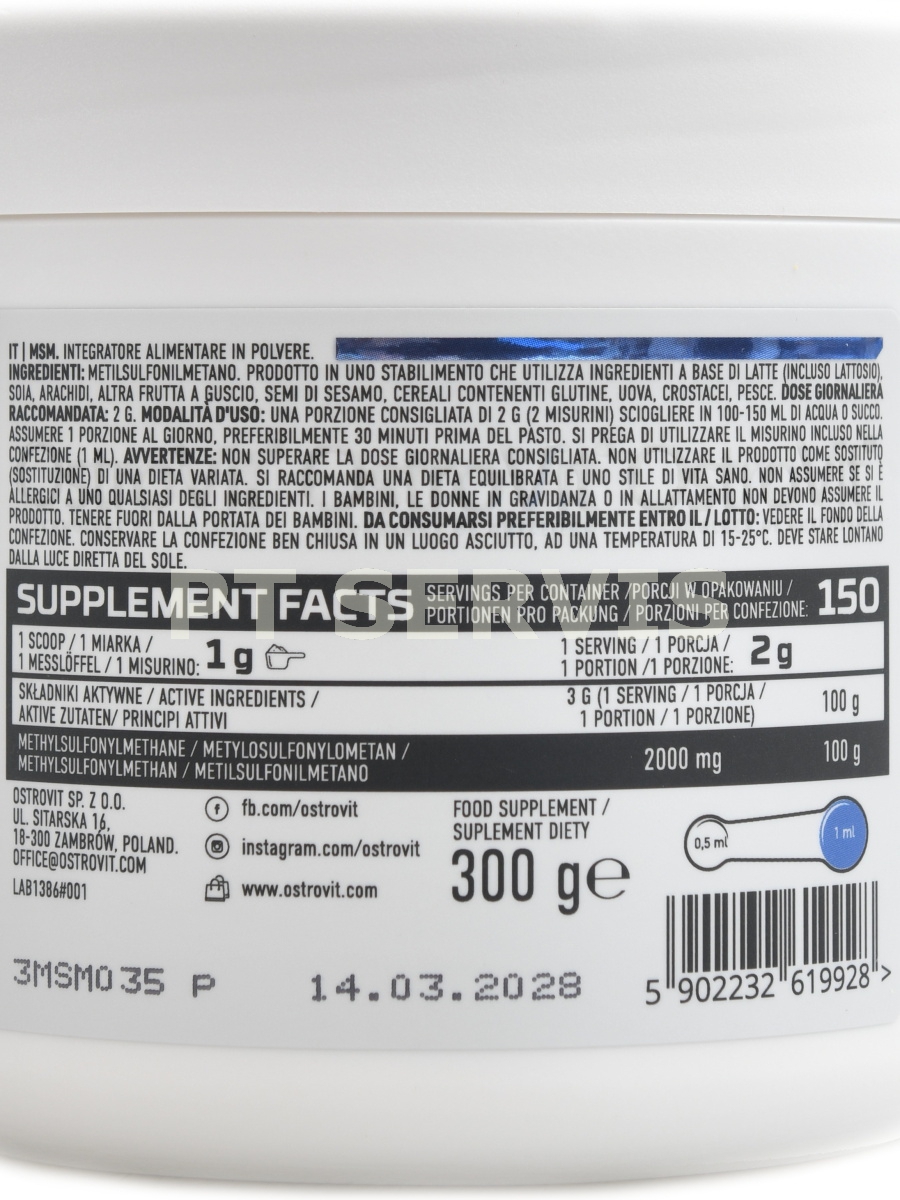 IT | MSM. INTEGRATORE ALIMENTARE IN POLVERE.
INGREDIENTI: METILSULFONILMETANO. PRODOTTO IN UNO STABILIMENTO CHE UTILIZZA INGREDIENTI A BASE DI LATTE (INCLUSO LATTOSIO),
SOIA, ARACHIDI, ALTRA FRUTTA A GUSCIO, SEMI DI SESAMO, CEREALI CONTENENTI GLUTINE, UOVA, CROSTACEI, PESCE. DOSE GIORNALIERA
RACCOMANDATA: 2 G. MODALITÀ D'USO: UNA PORZIONE CONSIGLIATA DI 2 G (2 MISURINI) SCIOGLIERE IN 100-150 ML DI ACQUA O SUCCO.
ASSUMERE 1 PORZIONE AL GIORNO, PREFERIBILMENTE 30 MINUTI PRIMA DEL PASTO. SI PREGA DI UTILIZZARE IL MISURINO INCLUSO NELLA
CONFEZIONE (1 ML). AVVERTENZE: NON SUPERARE LA DOSE GIORNALIERA CONSIGLIATA. NON UTILIZZARE IL PRODOTTO COME SOSTITUTO
(SOSTITUZIONE) DI UNA DIETA VARIATA. SI RACCOMANDA UNA DIETA EQUILIBRATA E UNO STILE DI VITA SANO. NON ASSUMERE SE SI È
ALLERGICI A UNO QUALSIASI DEGLI INGREDIENTI. I BAMBINI, LE DONNE IN GRAVIDANZA O IN ALLATTAMENTO NON DEVONO ASSUMERE IL
PRODOTTO. TENERE FUORI DALLA PORTATA DEI BAMBINI. DA CONSUMARSI PREFERIBILMENTE ENTRO IL / LOTTO: VEDERE IL FONDO DELLA
CONFEZIONE. CONSERVARE LA CONFEZIONE BEN CHIUSA IN UN LUOGO ASCIUTTO, AD UNA TEMPERATURA DI 15-25°C. DEVE STARE LONTANO
DALLA LUCE DIRETTA DEL SOLE.
PT SERVIS
SUPPLEMENT FACTS
SERVINGS PER CONTAINER /PORCJI W OPAKOWANIU /
PORTIONEN PRO PACKUNG / PORZIONI PER CONFEZIONE: 150
1 SCOOP / 1 MIARKA /
1 MESSLÖFFEL / 1 MISURINO: 1 g
1 SERVING / 1 PORCJA /
1 PORTION /1 PORZIONE: 2 g
SKŁADNIKI AKTYWNE / ACTIVE INGREDIENTS /
AKTIVE ZUTATEN/ PRINCIPI ATTIVI
3 G (1 SERVING / 1 PORCJA /
1 PORTION / 1 PORZIONE)
100 g
METHYLSULFONYLMETHANE / METYLOSULFONYLOMETAN /
METHYLSULFONYLMETHAN / METILSULFONILMETANO
2000 mg
100 g
OSTROVIT SP. Z O.O.
UL. SITARSKA 16,
18-300 ZAMBRÓW, POLAND.
OFFICE@OSTROVIT.COM
LAB1386#001
fb.com/ostrovit
instagram.com/ostrovit
www.ostrovit.com
FOOD SUPPLEMENT /
SUPLEMENT DIETY
300 g e
0,5 ml
1 ml
3MSM035 P
14.03.2028
5 902232 619928 >